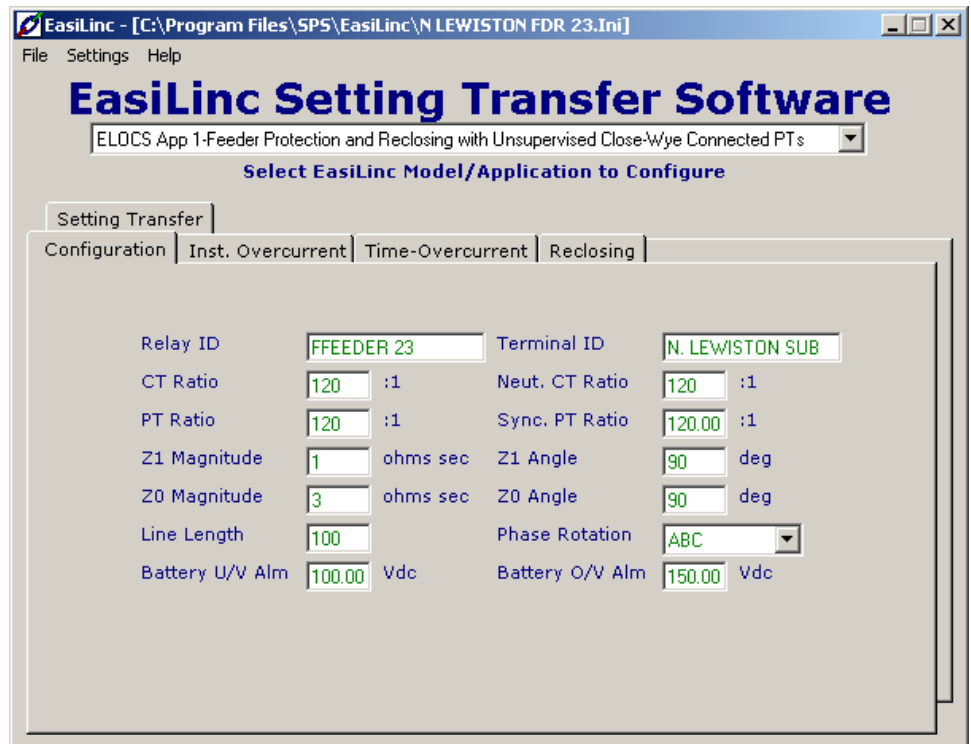 EasiLinc - [C:\Program Files\SPS\EasiLinc\N LEWISTON FDR 23.Ini]
File Settings Help
EasiLinc Setting Transfer Software
ELOCS App 1-Feeder Protection and Reclosing with Unsupervised Close-Wye Connected PTs
Select EasiLinc Model/Application to Configure
Setting Transfer
Configuration Inst. Overcurrent Time-Overcurrent Reclosing
Relay ID FFEEDER 23 Terminal ID N. LEWISTON SUB
CT Ratio 120 :1 Neut. CT Ratio 120 :1
PT Ratio 120 :1 Sync. PT Ratio 120.00 :1
Z1 Magnitude 1 ohms sec Z1 Angle 90 deg
Z0 Magnitude 3 ohms sec Z0 Angle 90 deg
Line Length 100 Phase Rotation ABC
Battery U/V Alm 100.00 Vdc Battery O/V Alm 150.00 Vdc